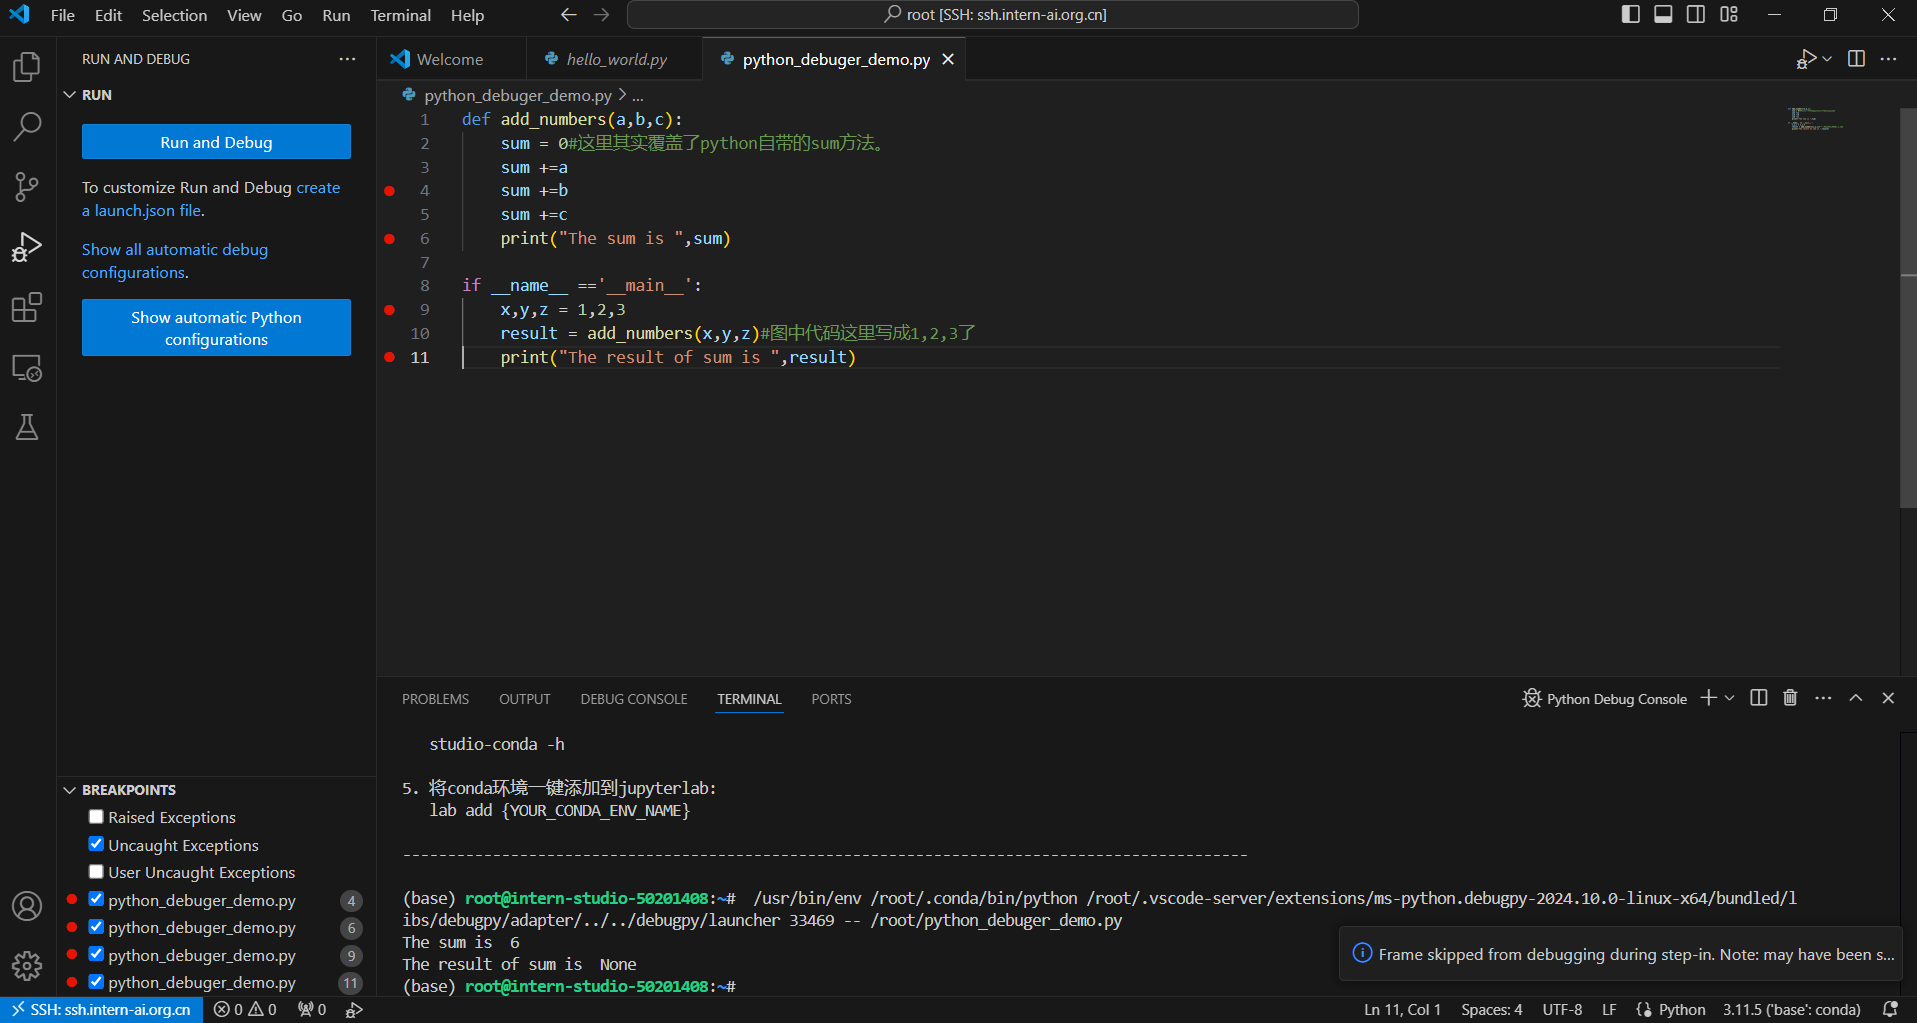 File Edit Selection View Go Run Terminal Help
root [SSH: ssh.intern-ai.org.cn]
RUN AND DEBUG
RUN
Run and Debug
To customize Run and Debug create
a launch.json file.
Show all automatic debug
configurations.
Show automatic Python
configurations
Welcome
hello_world.py
python_debuger_demo.py
python_debuger_demo.py > ...
1 def add_numbers(a,b,c):
2     sum = 0#这里其实覆盖了python自带的sum方法。
3     sum +=a
4     sum +=b
5     sum +=c
6     print("The sum is ",sum)
7
8 if __name__ =='__main__':
9     x,y,z = 1,2,3
10     result = add_numbers(x,y,z)#图中代码这里写成1,2,3了
11     print("The result of sum is ",result)
BREAKPOINTS
Raised Exceptions
Uncaught Exceptions
User Uncaught Exceptions
python_debuger_demo.py 4
python_debuger_demo.py 6
python_debuger_demo.py 9
python_debuger_demo.py 11
PROBLEMS OUTPUT DEBUG CONSOLE TERMINAL PORTS
Python Debug Console
studio-conda -h
5. 将conda环境一键添加到jupyterlab:
lab add {YOUR_CONDA_ENV_NAME}
----------------------------------------------------------------------------------------------
(base) root@intern-studio-50201408:~#  /usr/bin/env /root/.conda/bin/python /root/.vscode-server/extensions/ms-python.debugpy-2024.10.0-linux-x64/bundled/l
ibs/debugpy/adapter/../../debugpy/launcher 33469 -- /root/python_debuger_demo.py
The sum is  6
The result of sum is  None
(base) root@intern-studio-50201408:~#
Frame skipped from debugging during step-in. Note: may have been s...
SSH: ssh.intern-ai.org.cn 0 0 0
Ln 11, Col 1 Spaces: 4 UTF-8 LF Python 3.11.5 ('base': conda)